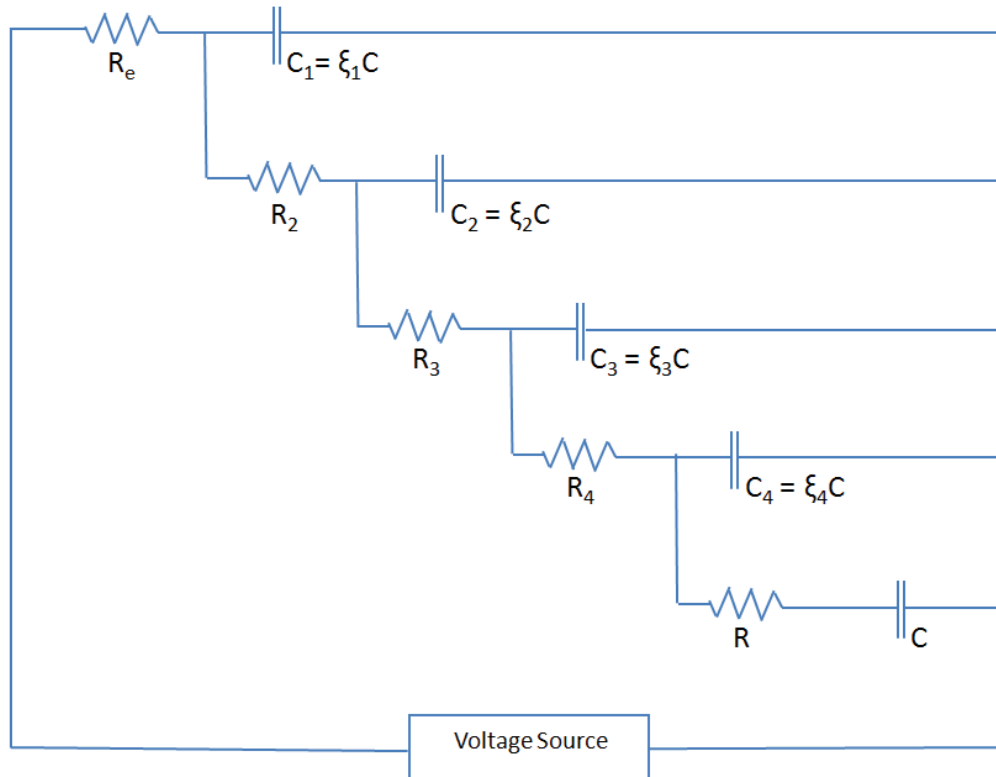 Rₑ
C₁= ξ₁C
R₂
C₂ = ξ₂C
R₃
C₃ = ξ₃C
R₄
C₄ = ξ₄C
R
C
Voltage Source